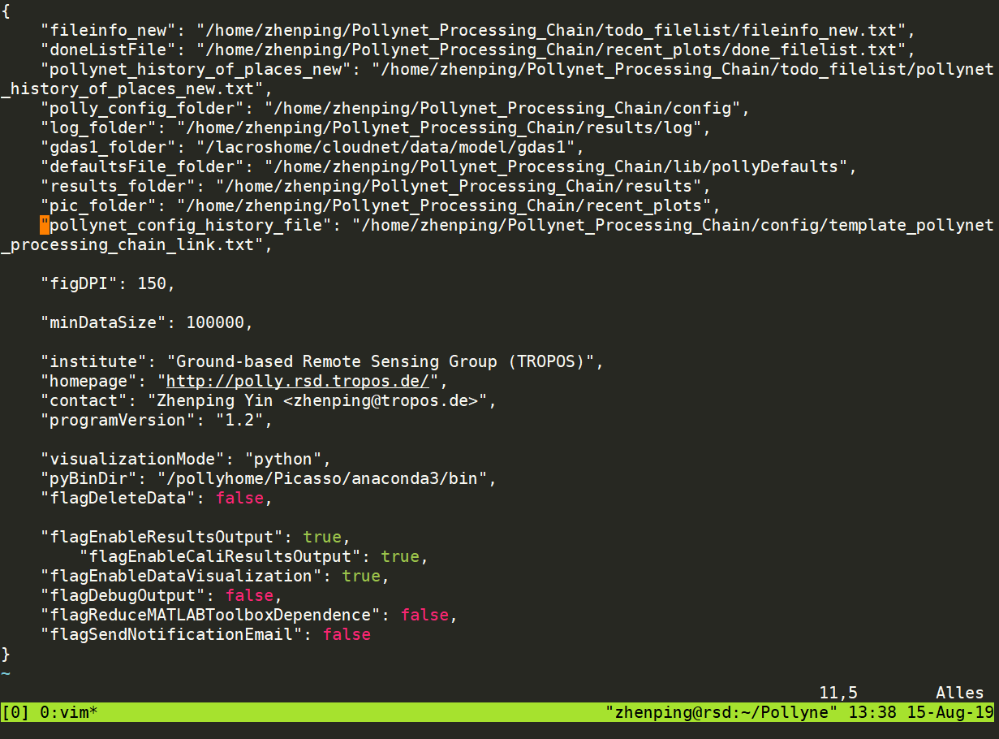 {
    "fileinfo_new": "/home/zhenping/Pollynet_Processing_Chain/todo_filelist/fileinfo_new.txt",
    "doneListFile": "/home/zhenping/Pollynet_Processing_Chain/recent_plots/done_filelist.txt",
    "pollynet_history_of_places_new": "/home/zhenping/Pollynet_Processing_Chain/todo_filelist/pollynet
_history_of_places_new.txt",
    "polly_config_folder": "/home/zhenping/Pollynet_Processing_Chain/config",
    "log_folder": "/home/zhenping/Pollynet_Processing_Chain/results/log",
    "gdas1_folder": "/lacroshome/cloudnet/data/model/gdas1",
    "defaultsFile_folder": "/home/zhenping/Pollynet_Processing_Chain/lib/pollyDefaults",
    "results_folder": "/home/zhenping/Pollynet_Processing_Chain/results",
    "pic_folder": "/home/zhenping/Pollynet_Processing_Chain/recent_plots",
    "pollynet_config_history_file": "/home/zhenping/Pollynet_Processing_Chain/config/template_pollynet
_processing_chain_link.txt",
    "figDPI": 150,
    "minDataSize": 100000,
    "institute": "Ground-based Remote Sensing Group (TROPOS)",
    "homepage": "http://polly.rsd.tropos.de/",
    "contact": "Zhenping Yin <zhenping@tropos.de>",
    "programVersion": "1.2",
    "visualizationMode": "python",
    "pyBinDir": "/pollyhome/Picasso/anaconda3/bin",
    "flagDeleteData": false,
    "flagEnableResultsOutput": true,
        "flagEnableCaliResultsOutput": true,
    "flagEnableDataVisualization": true,
    "flagDebugOutput": false,
    "flagReduceMATLABToolboxDependence": false,
    "flagSendNotificationEmail": false
}
~
11,5 Alles
[0] 0:vim* "zhenping@rsd:~/Pollyne" 13:38 15-Aug-19